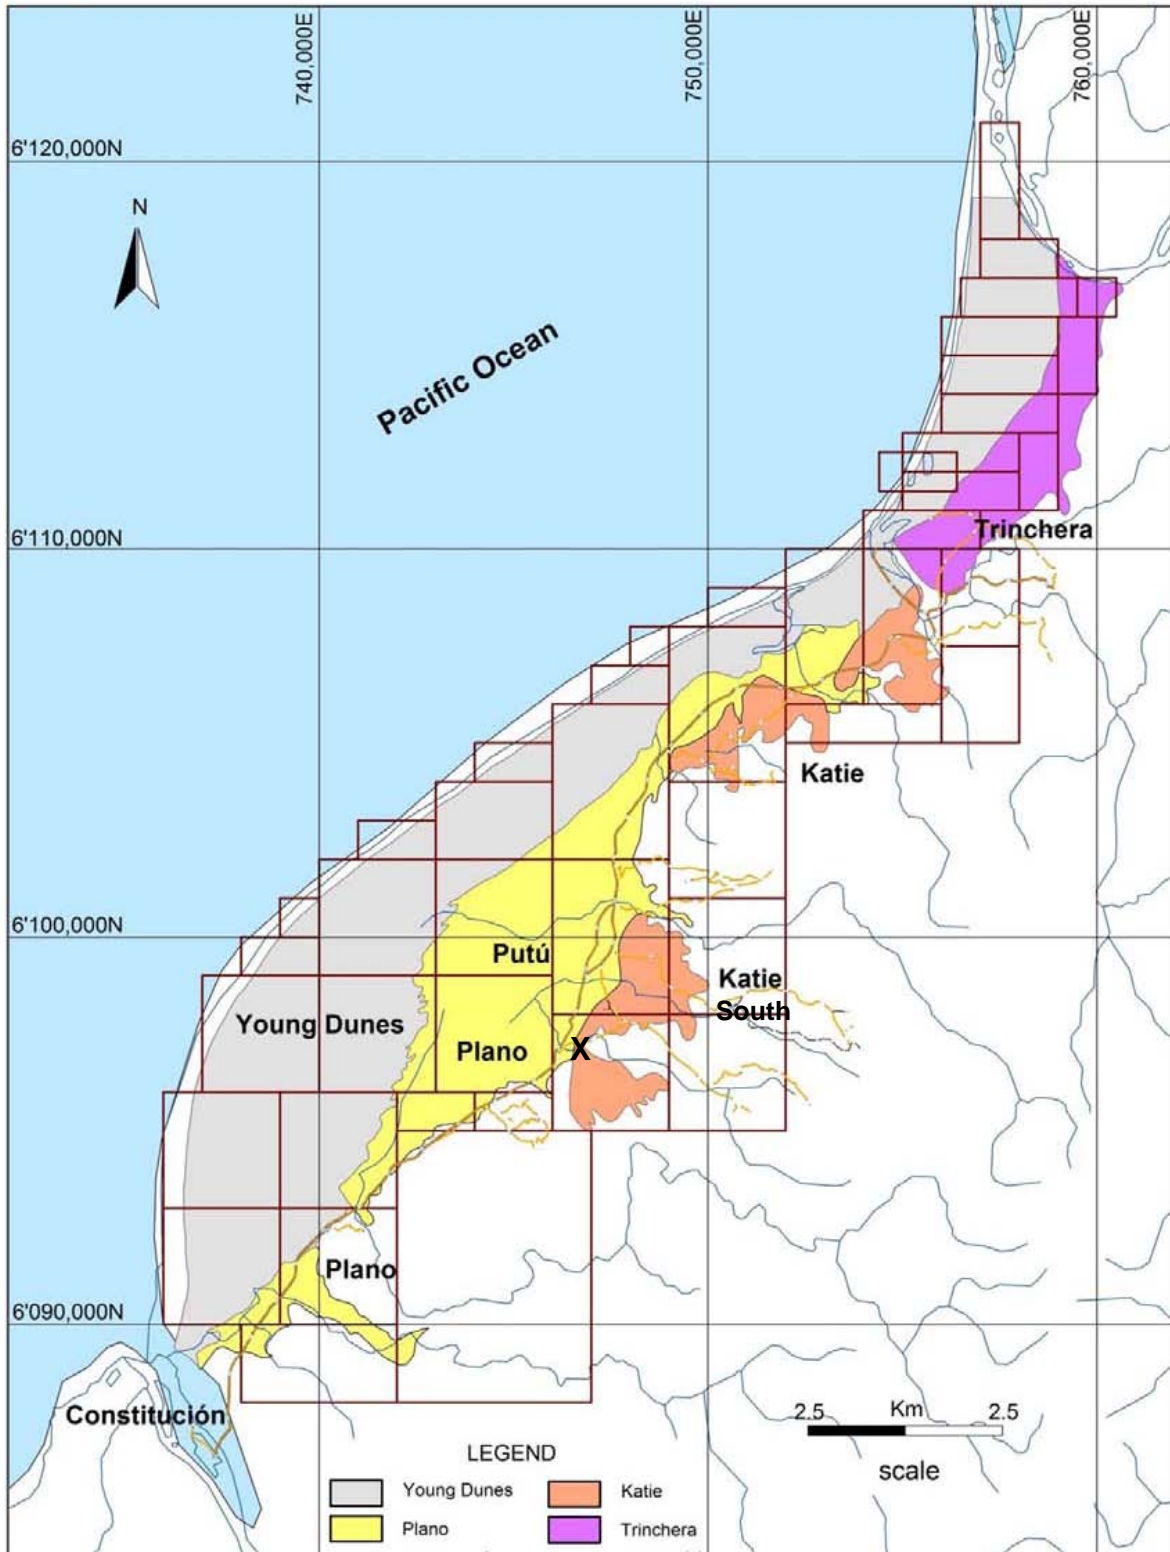 740,000E
750,000E
760,000E
6'120,000N
N
Pacific Ocean
Trinchera
6'110,000N
Katie
6'100,000N
Putú
Katie
South
Young Dunes
Plano
X
Plano
6'090,000N
Constitución
2.5 Km 2.5
scale
LEGEND
Young Dunes
Katie
Plano
Trinchera